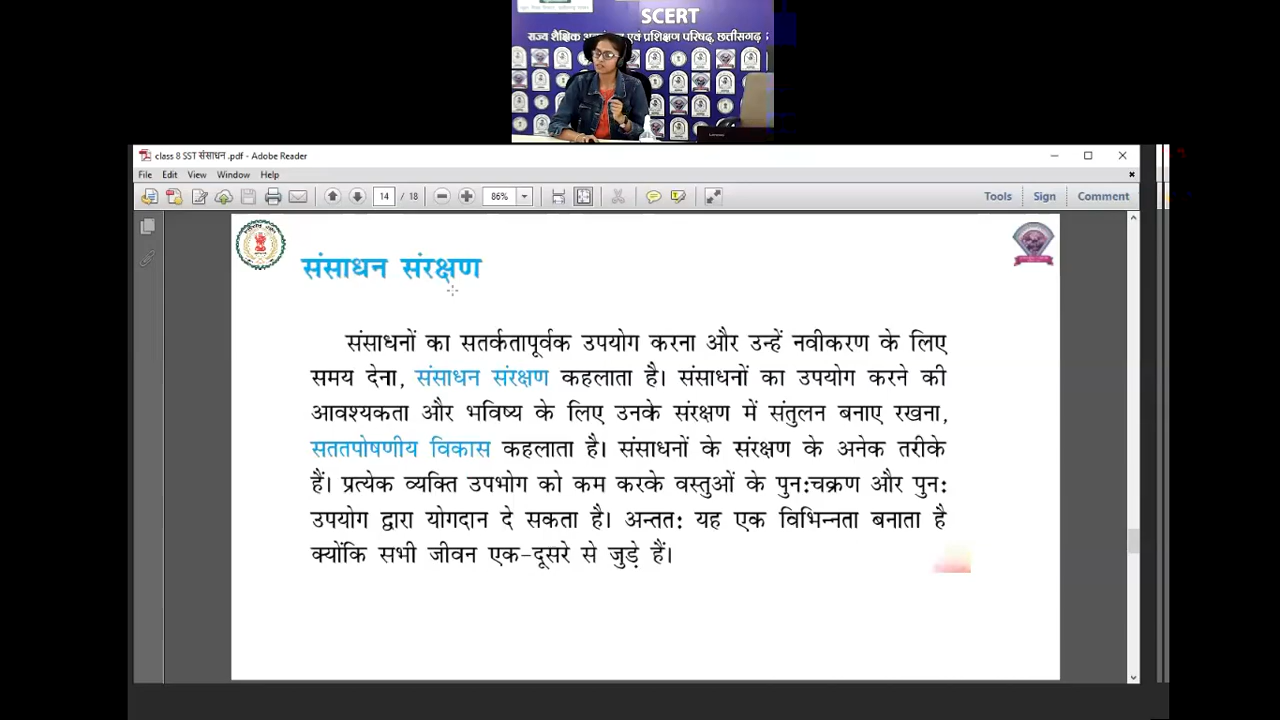 SCERT
राज्य शैक्षिक अनुसंधान एवं प्रशिक्षण परिषद, छत्तीसगढ़
class 8 SST संसाधन .pdf - Adobe Reader
File Edit View Window Help
14 / 18 86% Tools Sign Comment
संसाधन संरक्षण
संसाधनों का सतर्कतापूर्वक उपयोग करना और उन्हें नवीकरण के लिए
समय देना, संसाधन संरक्षण कहलाता है। संसाधनों का उपयोग करने की
आवश्यकता और भविष्य के लिए उनके संरक्षण में संतुलन बनाए रखना,
सततपोषणीय विकास कहलाता है। संसाधनों के संरक्षण के अनेक तरीके
हैं। प्रत्येक व्यक्ति उपभोग को कम करके वस्तुओं के पुन:चक्रण और पुन:
उपयोग द्वारा योगदान दे सकता है। अन्तत: यह एक विभिन्नता बनाता है
क्योंकि सभी जीवन एक-दूसरे से जुड़े हैं।